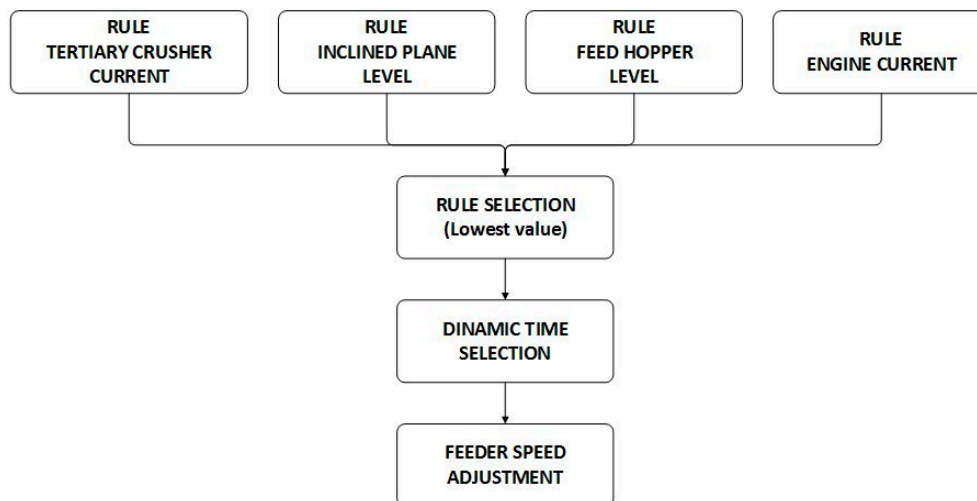 RULE
TERTIARY CRUSHER
CURRENT
RULE
INCLINED PLANE
LEVEL
RULE
FEED HOPPER
LEVEL
RULE
ENGINE CURRENT
RULE SELECTION
(Lowest value)
DINAMIC TIME
SELECTION
FEEDER SPEED
ADJUSTMENT